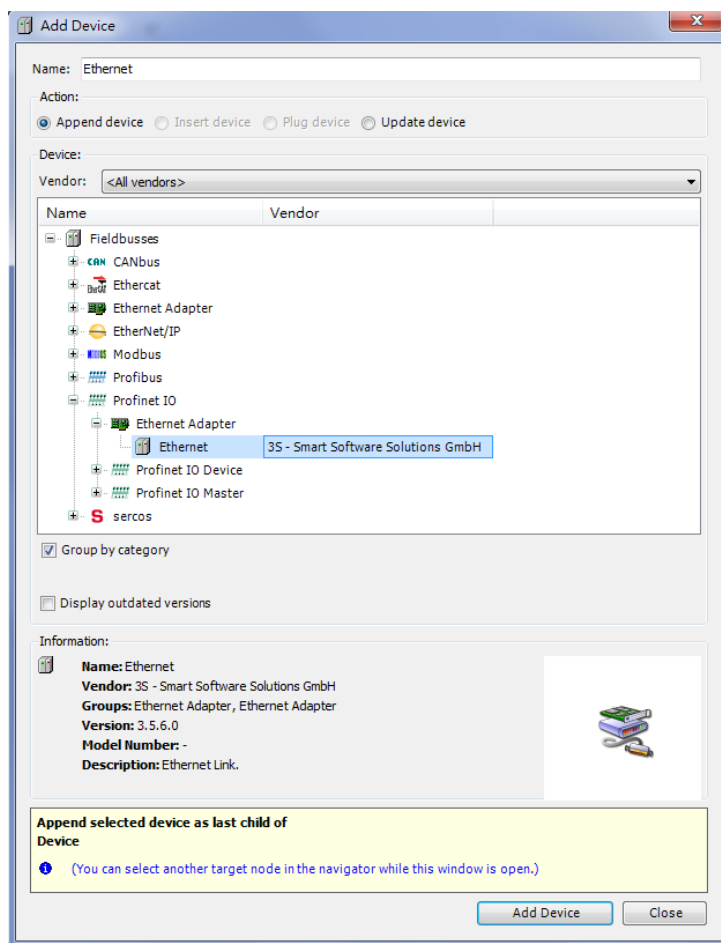 Add Device
Name: Ethernet
Action:
Append device Insert device Plug device Update device
Device:
Vendor: <All vendors>
Name Vendor
Fieldbusses
CAN CANbus
EtherCAT Ethercat
Ethernet Adapter
EtherNet/IP
MODBUS Modbus
Profibus
Profinet IO
Ethernet Adapter
Ethernet 3S - Smart Software Solutions GmbH
Profinet IO Device
Profinet IO Master
S sercos
Group by category
Display outdated versions
Information:
Name: Ethernet
Vendor: 3S - Smart Software Solutions GmbH
Groups: Ethernet Adapter, Ethernet Adapter
Version: 3.5.6.0
Model Number: -
Description: Ethernet Link.
Append selected device as last child of
Device
(You can select another target node in the navigator while this window is open.)
Add Device Close